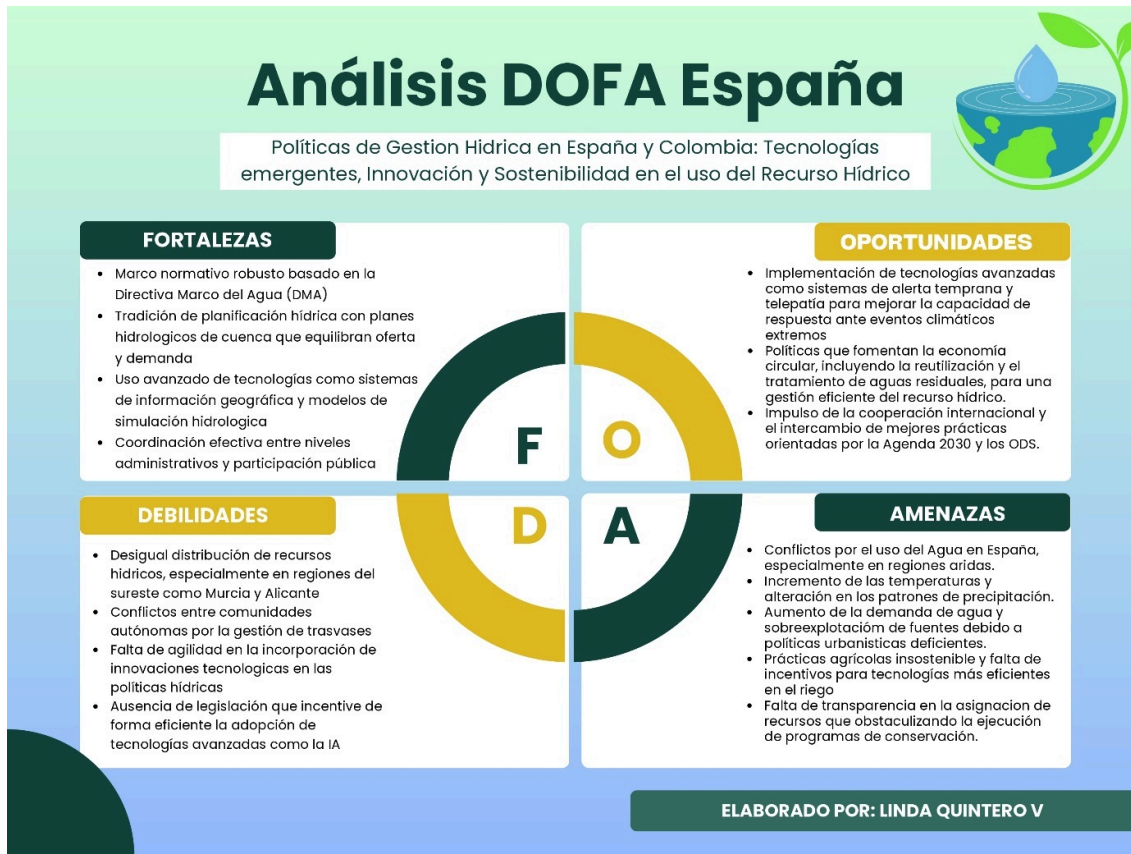 Análisis DOFA España
Políticas de Gestion Hidrica en España y Colombia: Tecnologías
emergentes, Innovación y Sostenibilidad en el uso del Recurso Hídrico
FORTALEZAS
• Marco normativo robusto basado en la
Directiva Marco del Agua (DMA)
• Tradición de planificación hídrica con planes
hidrologicos de cuenca que equilibran oferta
y demanda
• Uso avanzado de tecnologías como sistemas
de información geográfica y modelos de
simulación hidrologica
• Coordinación efectiva entre niveles
administrativos y participación pública
OPORTUNIDADES
• Implementación de tecnologías avanzadas
como sistemas de alerta temprana y
telepatía para mejorar la capacidad de
respuesta ante eventos climáticos
extremos
• Políticas que fomentan la economía
circular, incluyendo la reutilización y el
tratamiento de aguas residuales, para una
gestión eficiente del recurso hídrico.
• Impulso de la cooperación internacional y
el intercambio de mejores prácticas
orientadas por la Agenda 2030 y los ODS.
F
O
D
A
DEBILIDADES
• Desigual distribución de recursos
hidricos, especialmente en regiones del
sureste como Murcia y Alicante
• Conflictos entre comunidades
autónomas por la gestión de trasvases
• Falta de agilidad en la incorporación de
innovaciones tecnologicas en las
políticas hídricas
• Ausencia de legislación que incentive de
forma eficiente la adopción de
tecnologías avanzadas como la IA
AMENAZAS
• Conflictos por el uso del Agua en España,
especialmente en regiones aridas.
• Incremento de las temperaturas y
alteración en los patrones de precipitación.
• Aumento de la demanda de agua y
sobreexplotacióm de fuentes debido a
políticas urbanisticas deficientes.
• Prácticas agrícolas insostenible y falta de
incentivos para tecnologías más eficientes
en el riego
• Falta de transparencia en la asignacion de
recursos que obstaculizando la ejecución
de programas de conservación.
ELABORADO POR: LINDA QUINTERO V